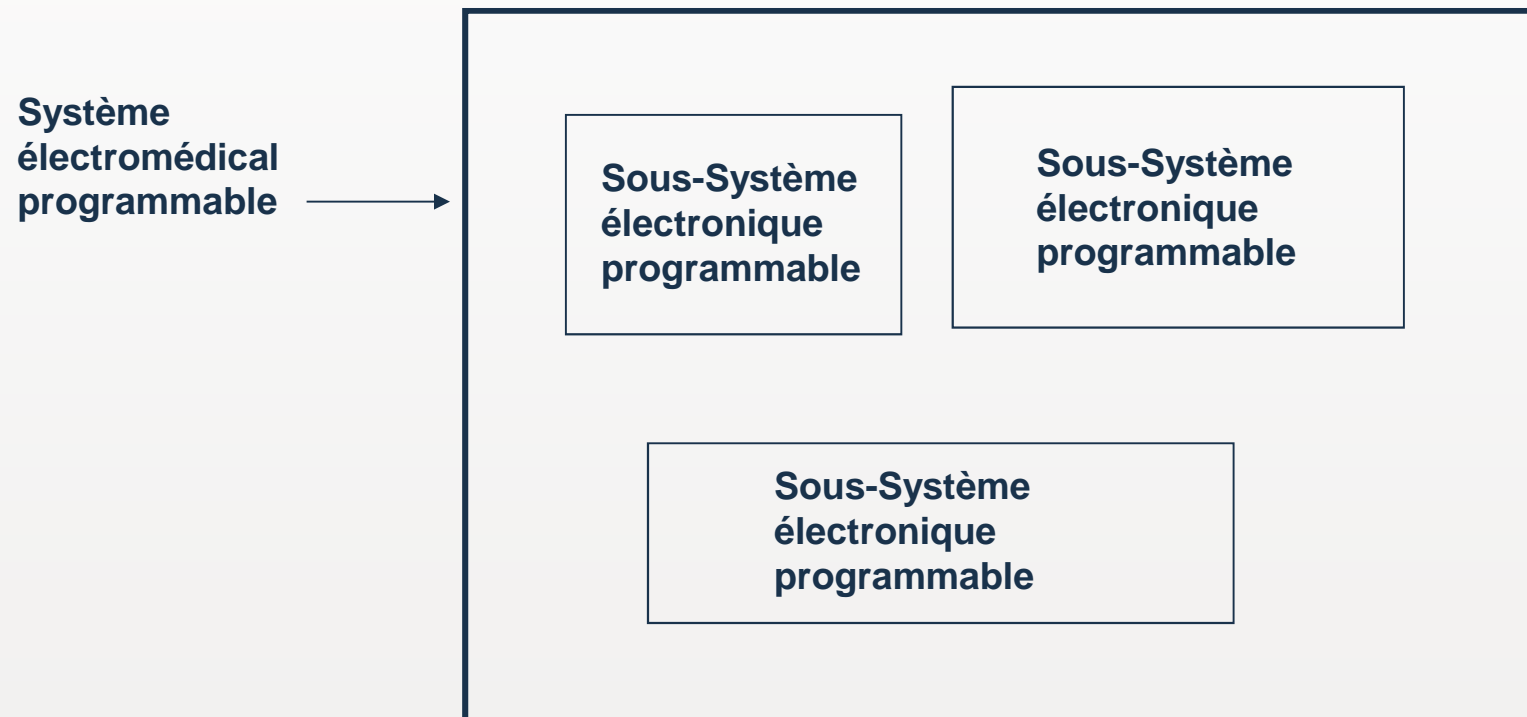 Système
électromédical
programmable
Sous-Système
électronique
programmable
Sous-Système
électronique
programmable
Sous-Système
électronique
programmable